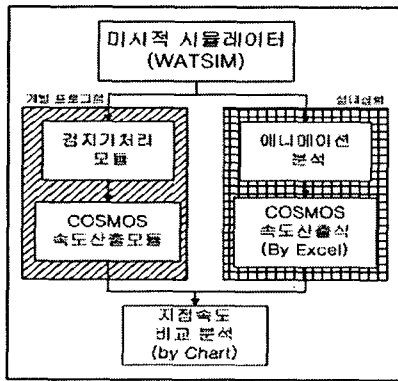 미시적 시뮬레이터
(WATSIM)
개발 프로그램
실내실험
검지기처리
모듈
애니메이션
분석
COSMOS
속도산출모듈
COSMOS
속도산출식
(By Excel)
지점속도
비교 분석
(by Chart)